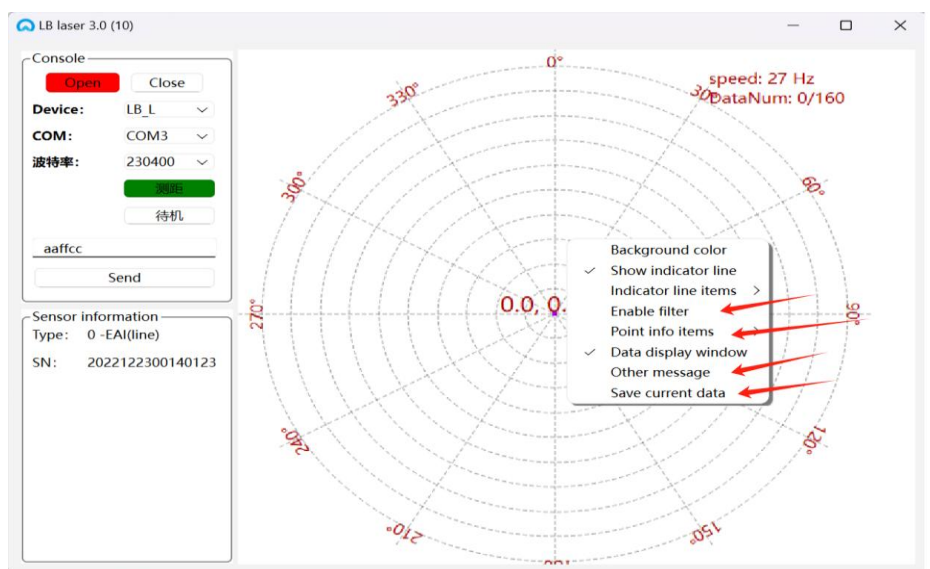 LB laser 3.0 (10)
Console
Open Close
Device: LB_L
COM: COM3
波特率: 230400
测距
待机
aaffcc
Send
Sensor information
Type: 0 -EAI(line)
SN: 2022122300140123
0°
speed: 27 Hz
DataNum: 0/160
30°
60°
90°
120°
150°
210°
240°
270°
300°
330°
0.0, 0.
Background color
Show indicator line
Indicator line items
Enable filter
Point info items
Data display window
Other message
Save current data